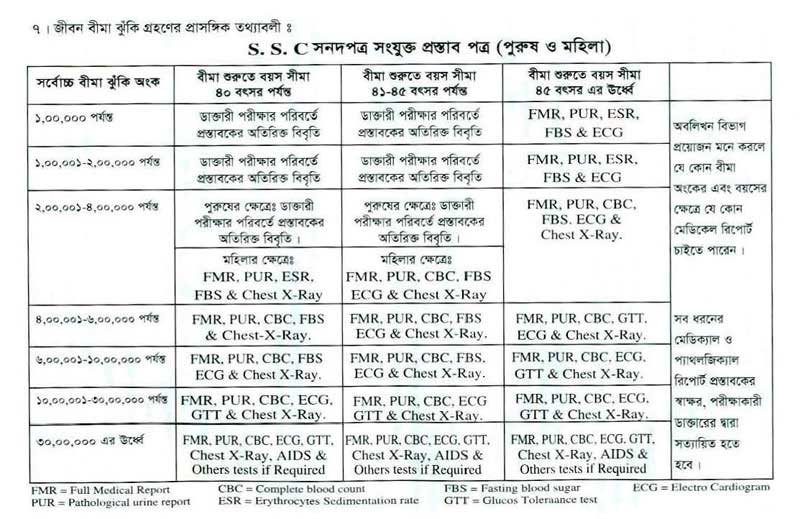 ৭। জীবন বীমা ঝুঁকি গ্রহণের প্রাসঙ্গিক তথ্যাবলী ঃ
S. S. C সনদপত্র সংযুক্ত প্রস্তাব পত্র (পুরুষ ও মহিলা)
সর্বোচ্চ বীমা ঝুঁকি অংক
বীমা শুরুতে বয়স সীমা
৪০ বৎসর পর্যন্ত
বীমা শুরুতে বয়স সীমা
৪১-৪৫ বৎসর পর্যন্ত
বীমা শুরুতে বয়স সীমা
৪৫ বৎসর এর উর্ধ্বে
১,০০,০০০ পর্যন্ত
ডাক্তারী পরীক্ষার পরিবর্তে
প্রস্তাবকের অতিরিক্ত বিবৃতি
ডাক্তারী পরীক্ষার পরিবর্তে
প্রস্তাবকের অতিরিক্ত বিবৃতি
FMR, PUR, ESR,
FBS & ECG
১,০০,০০১-২,০০,০০০ পর্যন্ত
ডাক্তারী পরীক্ষার পরিবর্তে
প্রস্তাবকের অতিরিক্ত বিবৃতি
ডাক্তারী পরীক্ষার পরিবর্তে
প্রস্তাবকের অতিরিক্ত বিবৃতি
FMR, PUR, ESR,
FBS & ECG
২,০০,০০১-৪,০০,০০০ পর্যন্ত
পুরুষের ক্ষেত্রেঃ ডাক্তারী
পরীক্ষার পরিবর্তে প্রস্তাবকের
অতিরিক্ত বিবৃতি ।
মহিলার ক্ষেত্রেঃ
FMR, PUR, ESR,
FBS & Chest X-Ray
পুরুষের ক্ষেত্রেঃ ডাক্তারী
পরীক্ষার পরিবর্তে প্রস্তাবকের
অতিরিক্ত বিবৃতি ।
মহিলার ক্ষেত্রেঃ
FMR, PUR, CBC, FBS
ECG & Chest X-Ray
FMR, PUR, CBC,
FBS. ECG &
Chest X-Ray.
৪,০০,০০১-৬,০০,০০০ পর্যন্ত
FMR, PUR, CBC, FBS
& Chest-X-Ray.
FMR, PUR, CBC, FBS
ECG & Chest X-Ray.
FMR, PUR, CBC, GTT,
ECG & Chest X-Ray.
৬,০০,০০১-১০,০০,০০০ পর্যন্ত
FMR, PUR, CBC, FBS
ECG & Chest X-Ray.
FMR, PUR, CBC, FBS.
ECG & Chest X-Ray.
FMR, PUR, CBC, ECG,
GTT & Chest X-Ray.
১০,০০,০০১-৩০,০০,০০০ পর্যন্ত
FMR, PUR, CBC, ECG,
GTT & Chest X-Ray.
FMR, PUR, CBC, ECG
GTT & Chest X-Ray.
FMR, PUR, CBC, ECG,
GTT & Chest X-Ray.
৩০,০০,০০০ এর উর্ধ্বে
FMR, PUR, CBC, ECG, GTT,
Chest X-Ray, AIDS &
Others tests if Required
FMR, PUR, CBC, ECG, GTT,
Chest X-Ray, AIDS &
Others tests if Required
FMR, PUR, CBC, ECG. GTT,
Chest X-Ray, AIDS &
Others tests if Required
অবলিখন বিভাগ
প্রয়োজন মনে করলে
যে কোন বীমা
অংকের এবং বয়সের
ক্ষেত্রে যে কোন
মেডিকেল রিপোর্ট
চাইতে পারেন ।
সব ধরনের
মেডিক্যাল ও
প্যাথলজিক্যাল
রিপোর্ট প্রস্তাবকের
স্বাক্ষর, পরীক্ষাকারী
ডাক্তারের দ্বারা
সত্যায়িত হতে
হবে ।
FMR = Full Medical Report CBC = Complete blood count FBS = Fasting blood sugar ECG = Electro Cardiogram
PUR = Pathological urine report ESR = Erythrocytes Sedimentation rate GTT = Glucos Toleraance test